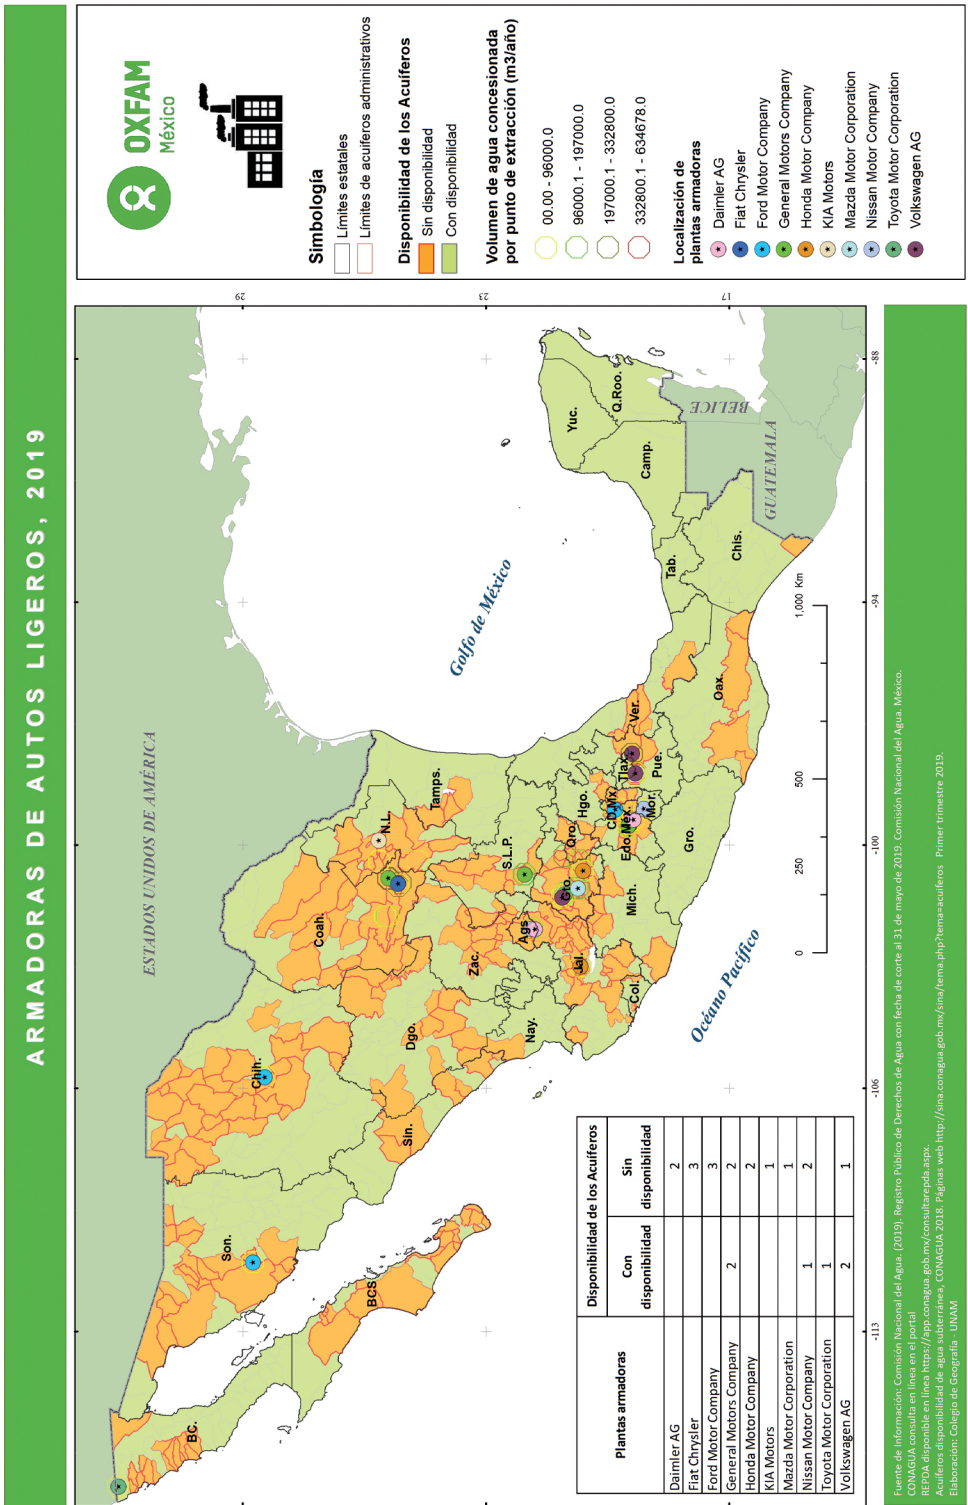 ARMADORAS DE AUTOS LIGEROS, 2019
OXFAM
México
Simbología
Límites estatales
Límites de acuíferos administrativos
Disponibilidad de los Acuíferos
Sin disponibilidad
Con disponibilidad
Volumen de agua concesionada
por punto de extracción (m3/año)
00.00 - 96000.0
96000.1 - 197000.0
197000.1 - 332800.0
332800.1 - 634678.0
Localización de
plantas armadoras
Daimler AG
Fiat Chrysler
Ford Motor Company
General Motors Company
Honda Motor Company
KIA Motors
Mazda Motor Corporation
Nissan Motor Company
Toyota Motor Corporation
Volkswagen AG
29
23
17
-113
-106
-100
-94
-88
ESTADOS UNIDOS DE AMÉRICA
Golfo de México
Océano Pacífico
GUATEMALA
BELICE
BC.
BCS
Son.
Chih.
Coah.
N.L.
Tamps.
Sin.
Dgo.
Zac.
S.L.P.
Nay.
Ags
Jal.
Gto.
Qro.
Hgo.
Col.
Mich.
Edo.Méx.
CD.Mx
Mor.
Tlax.
Pue.
Ver.
Gro.
Oax.
Tab.
Chis.
Camp.
Yuc.
Q.Roo.
0 250 500 1,000 Km
Plantas armadoras
Disponibilidad de los Acuíferos
Con disponibilidad
Sin disponibilidad
Daimler AG 2
Fiat Chrysler 3
Ford Motor Company 3
General Motors Company 2 2
Honda Motor Company 2
KIA Motors 1
Mazda Motor Corporation 1
Nissan Motor Company 1 2
Toyota Motor Corporation 1
Volkswagen AG 2 1
Fuente de Información: Comisión Nacional del Agua. (2019). Registro Público de Derechos de Agua con fecha de corte al 31 de mayo de 2019. Comisión Nacional del Agua. México.
CONAGUA consulta en línea en el portal
REPDA disponible en línea https://app.conagua.gob.mx/consultarepda.aspx.
Acuíferos disponibilidad de agua subterránea, CONAGUA 2018. Páginas web http://sina.conagua.gob.mx/sina/tema.php?tema=acuiferos Primer trimestre 2019.
Elaboración: Colegio de Geografía - UNAM